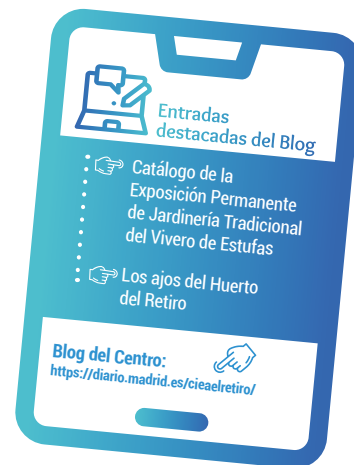 Entradas
destacadas del Blog
Catálogo de la
Exposición Permanente
de Jardinería Tradicional
del Vivero de Estufas
Los ajos del Huerto
del Retiro
Blog del Centro:
https://diario.madrid.es/cieaelretiro/